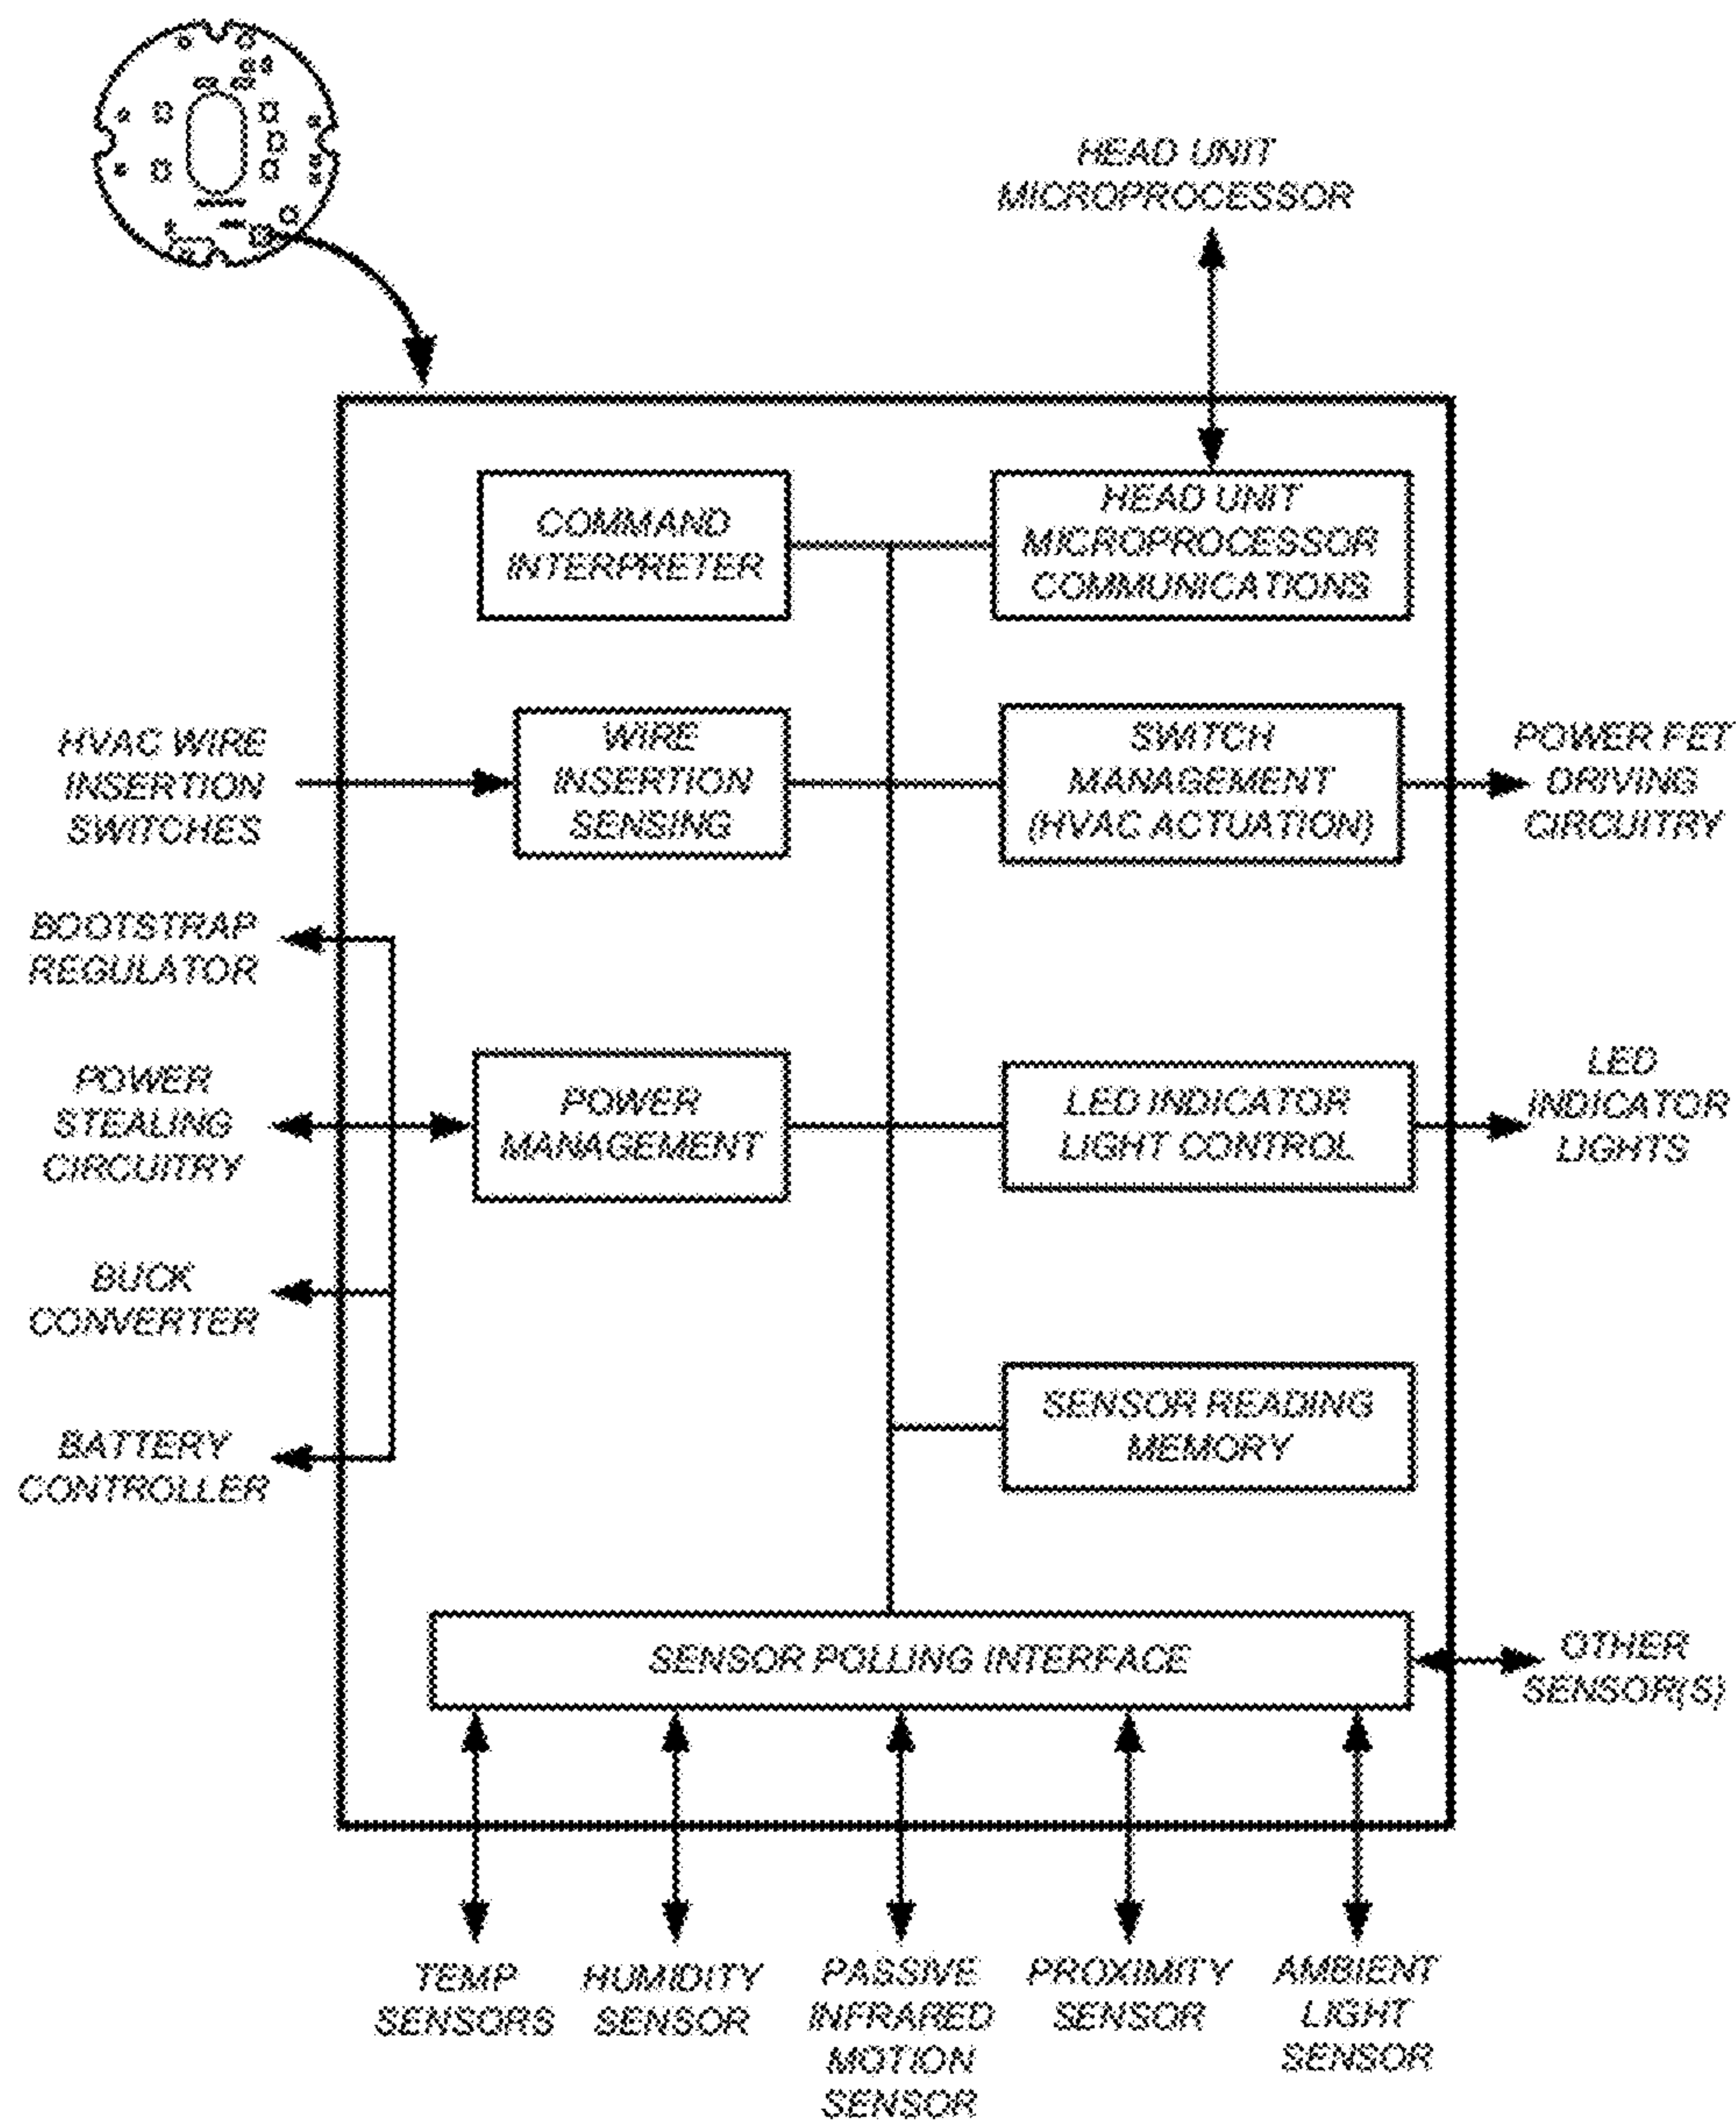 HEAD UNIT
MICROPROCESSOR
COMMAND
INTERPRETER
HEAD UNIT
MICROPROCESSOR
COMMUNICATIONS
HVAC WIRE
INSERTION
SWITCHES
WIRE
INSERTION
SENSING
SWITCH
MANAGEMENT
(HVAC ACTUATION)
POWER FET
DRIVING
CIRCUITRY
BOOTSTRAP
REGULATOR
POWER
STEALING
CIRCUITRY
POWER
MANAGEMENT
LED INDICATOR
LIGHT CONTROL
LED
INDICATOR
LIGHTS
BUCK
CONVERTER
BATTERY
CONTROLLER
SENSOR READING
MEMORY
SENSOR POLLING INTERFACE
OTHER
SENSOR(S)
TEMP
SENSORS
HUMIDITY
SENSOR
PASSIVE
INFRARED
MOTION
SENSOR
PROXIMITY
SENSOR
AMBIENT
LIGHT
SENSOR